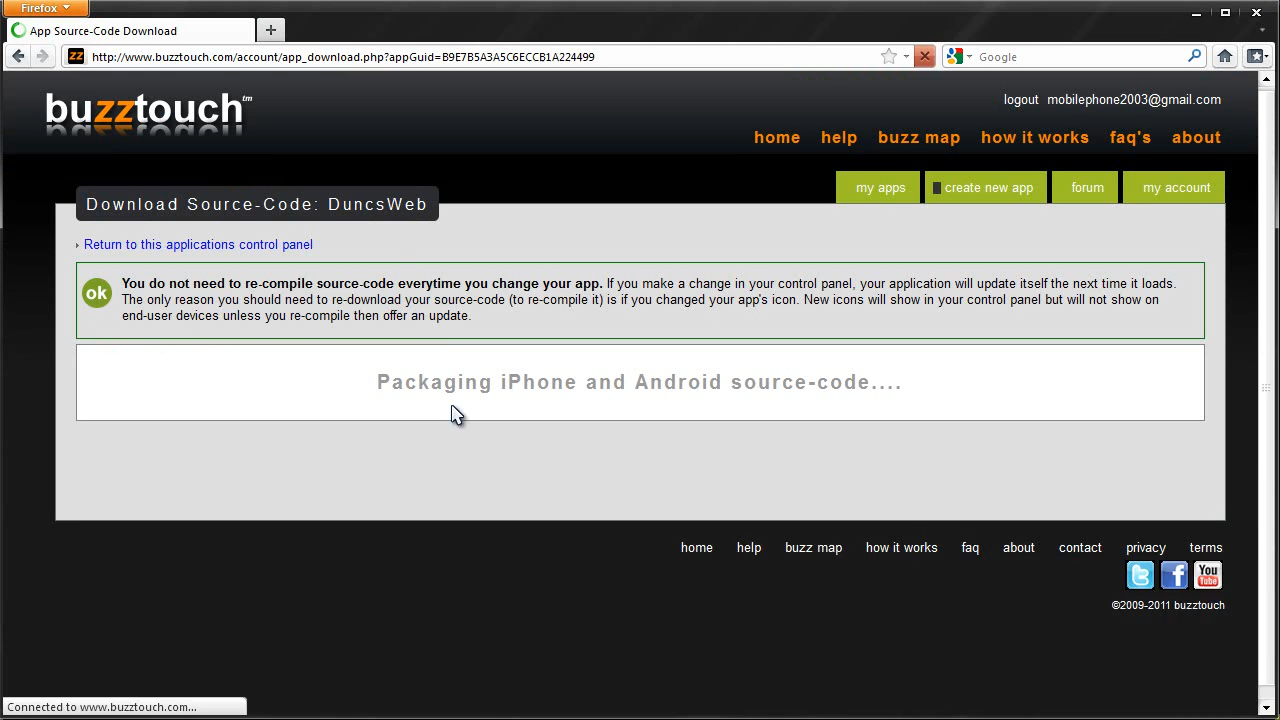 Firefox
App Source-Code Download
http://www.buzztouch.com/account/app_download.php?appGuid=B9E7B5A3A5C6ECCB1A224499
Google
buzztouch™
logout mobilephone2003@gmail.com
home help buzz map how it works faq's about
my apps create new app forum my account
Download Source-Code: DuncsWeb
Return to this applications control panel
ok
You do not need to re-compile source-code everytime you change your app. If you make a change in your control panel, your application will update itself the next time it loads.
The only reason you should need to re-download your source-code (to re-compile it) is if you changed your app's icon. New icons will show in your control panel but will not show on
end-user devices unless you re-compile then offer an update.
Packaging iPhone and Android source-code....
home help buzz map how it works faq about contact privacy terms
You
Tube
©2009-2011 buzztouch
Connected to www.buzztouch.com...